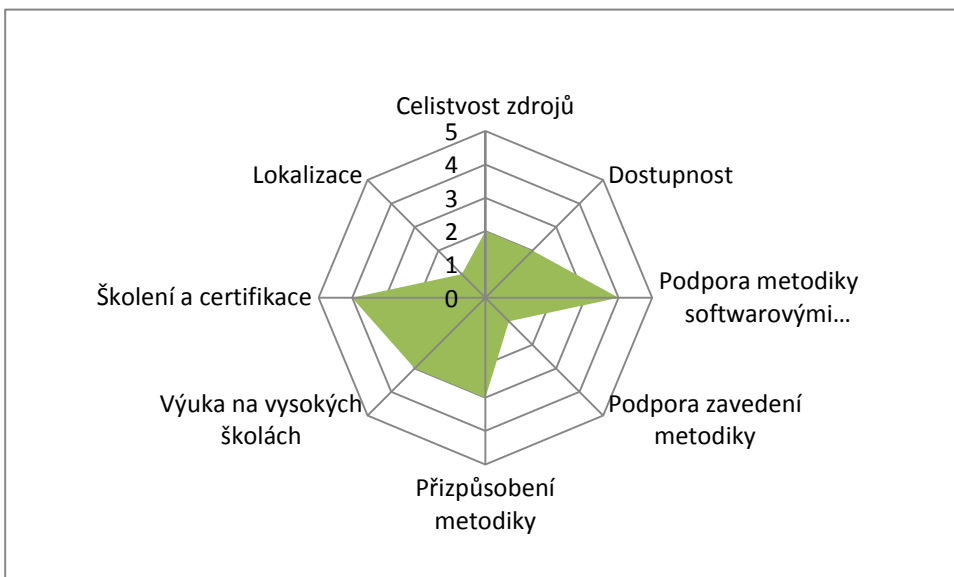 Celistvost zdrojů
5
4
3
2
1
0
Dostupnost
Podpora metodiky
softwarovými...
Podpora zavedení
metodiky
Přizpůsobení
metodiky
Výuka na vysokých
školách
Školení a certifikace
Lokalizace